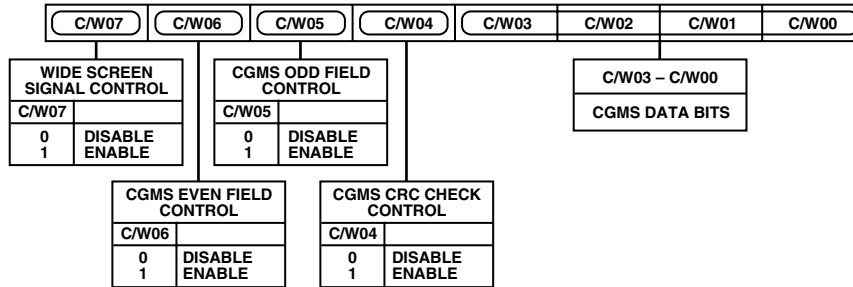 C/W07 C/W06 C/W05 C/W04 C/W03 C/W02 C/W01 C/W00
WIDE SCREEN
SIGNAL CONTROL
C/W07
0 DISABLE
1 ENABLE
CGMS ODD FIELD
CONTROL
C/W05
0 DISABLE
1 ENABLE
C/W03 – C/W00
CGMS DATA BITS
CGMS EVEN FIELD
CONTROL
C/W06
0 DISABLE
1 ENABLE
CGMS CRC CHECK
CONTROL
C/W04
0 DISABLE
1 ENABLE